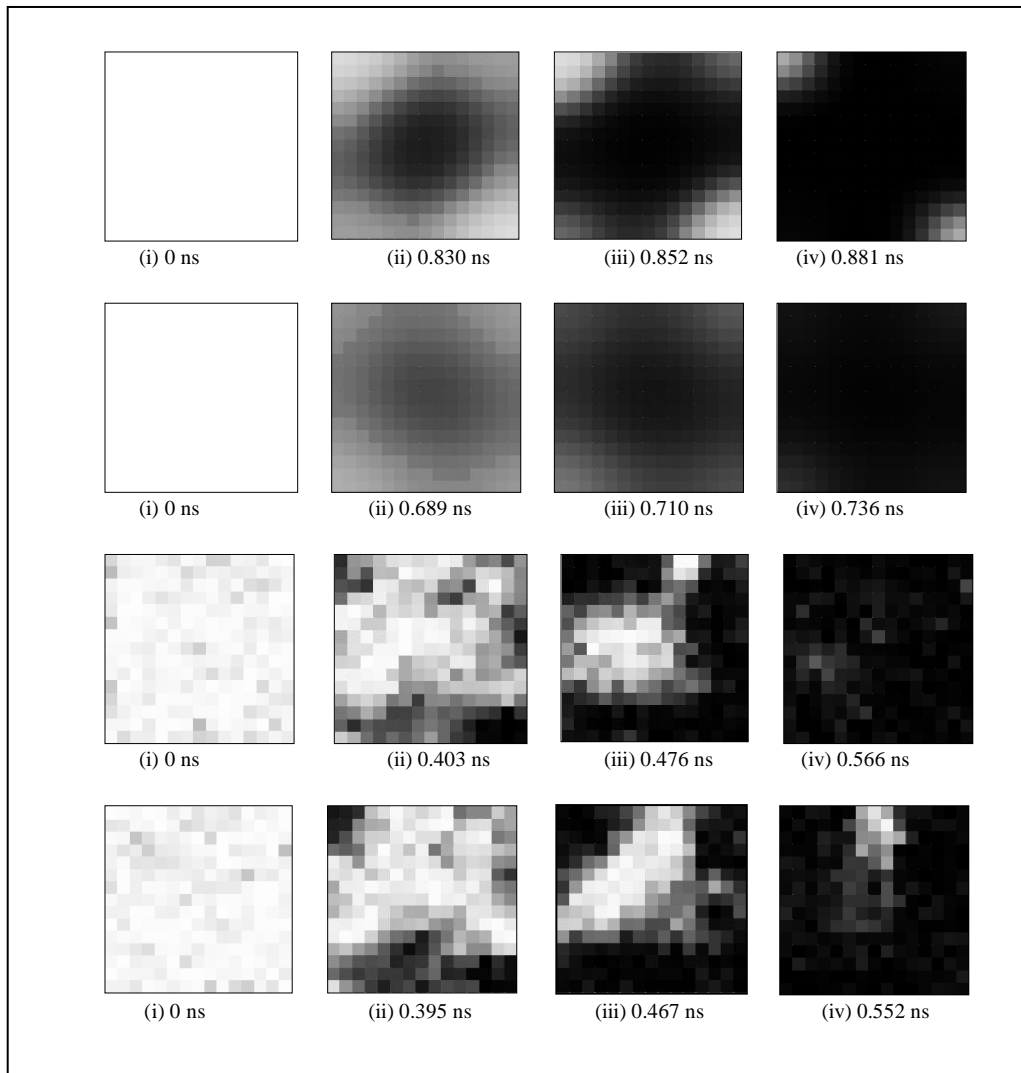 (i) 0 ns (ii) 0.830 ns (iii) 0.852 ns (iv) 0.881 ns
(i) 0 ns (ii) 0.689 ns (iii) 0.710 ns (iv) 0.736 ns
(i) 0 ns (ii) 0.403 ns (iii) 0.476 ns (iv) 0.566 ns
(i) 0 ns (ii) 0.395 ns (iii) 0.467 ns (iv) 0.552 ns